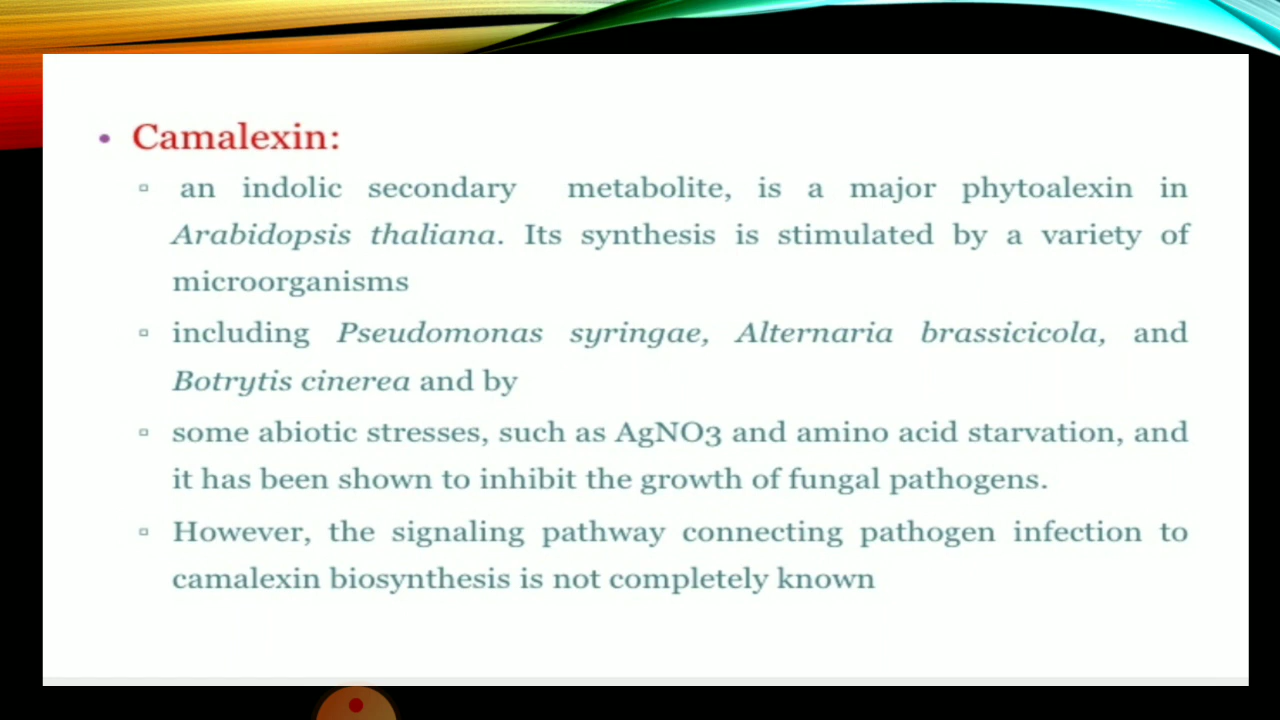 • Camalexin:
▫ an indolic secondary metabolite, is a major phytoalexin in
Arabidopsis thaliana. Its synthesis is stimulated by a variety of
microorganisms
▫ including Pseudomonas syringae, Alternaria brassicicola, and
Botrytis cinerea and by
▫ some abiotic stresses, such as AgNO3 and amino acid starvation, and
it has been shown to inhibit the growth of fungal pathogens.
▫ However, the signaling pathway connecting pathogen infection to
camalexin biosynthesis is not completely known